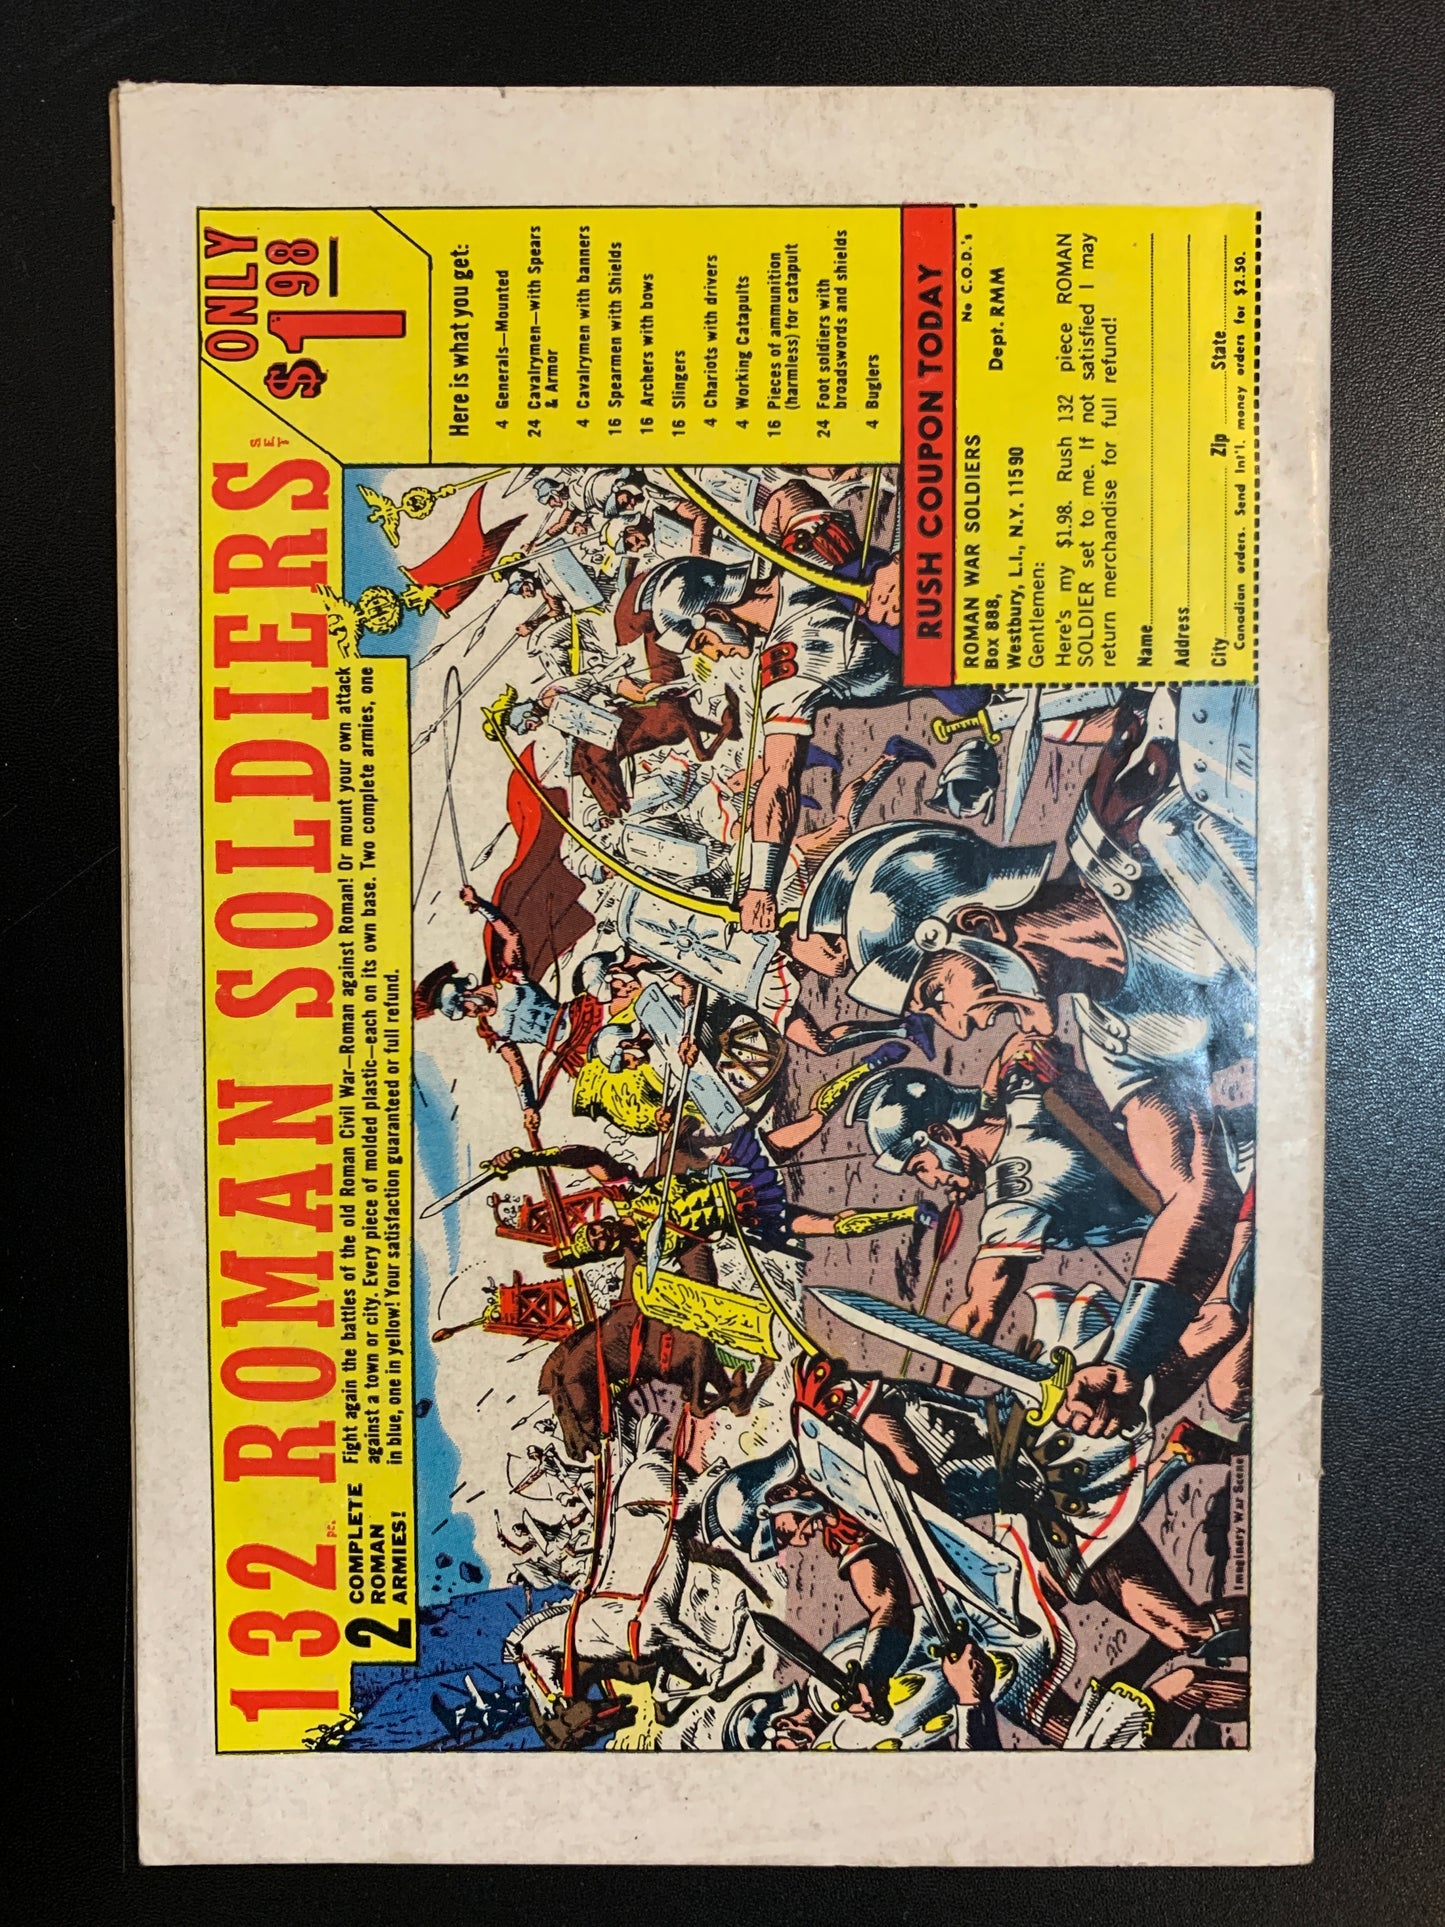 132 pc. ROMAN SOLDIERS SET
ONLY
$1 98
2 COMPLETE
ROMAN
ARMIES!
Fight again the battles of the old Roman Civil War—Roman against Roman! Or mount your own attack
against a town or city. Every piece of molded plastic—each on its own base. Two complete armies, one
in blue, one in yellow! Your satisfaction guaranteed or full refund.
Here is what you get:
4 Generals—Mounted
24 Cavalrymen—with Spears
& Armor
4 Cavalrymen with banners
16 Spearmen with Shields
16 Archers with bows
16 Slingers
4 Chariots with drivers
4 Working Catapults
16 Pieces of ammunition
(harmless) for catapult
24 Foot soldiers with
broadswords and shields
4 Buglers
RUSH COUPON TODAY
ROMAN WAR SOLDIERS No C.O.D.'s
Box 888, Dept. RMM
Westbury, L.I., N.Y. 11590
Gentlemen:
Here's my $1.98. Rush 132 piece ROMAN
SOLDIER set to me. If not satisfied I may
return merchandise for full refund!
Name
Address
City Zip State
Canadian orders. Send Int'l. money orders for $2.50.
Imaginary War Scene